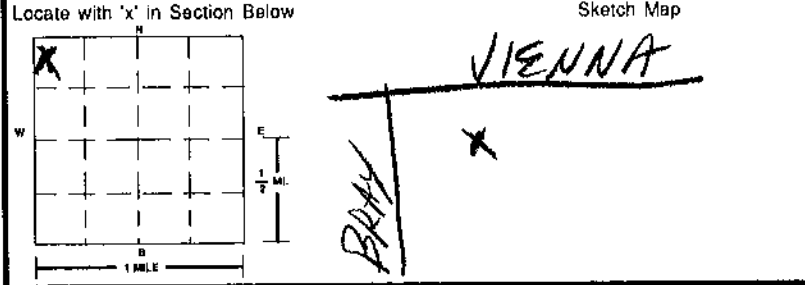 Locate with 'x' in Section Below
Sketch Map
N
X
VIENNA
W
E
X
1/2 MI.
BRAY
S
1 MILE